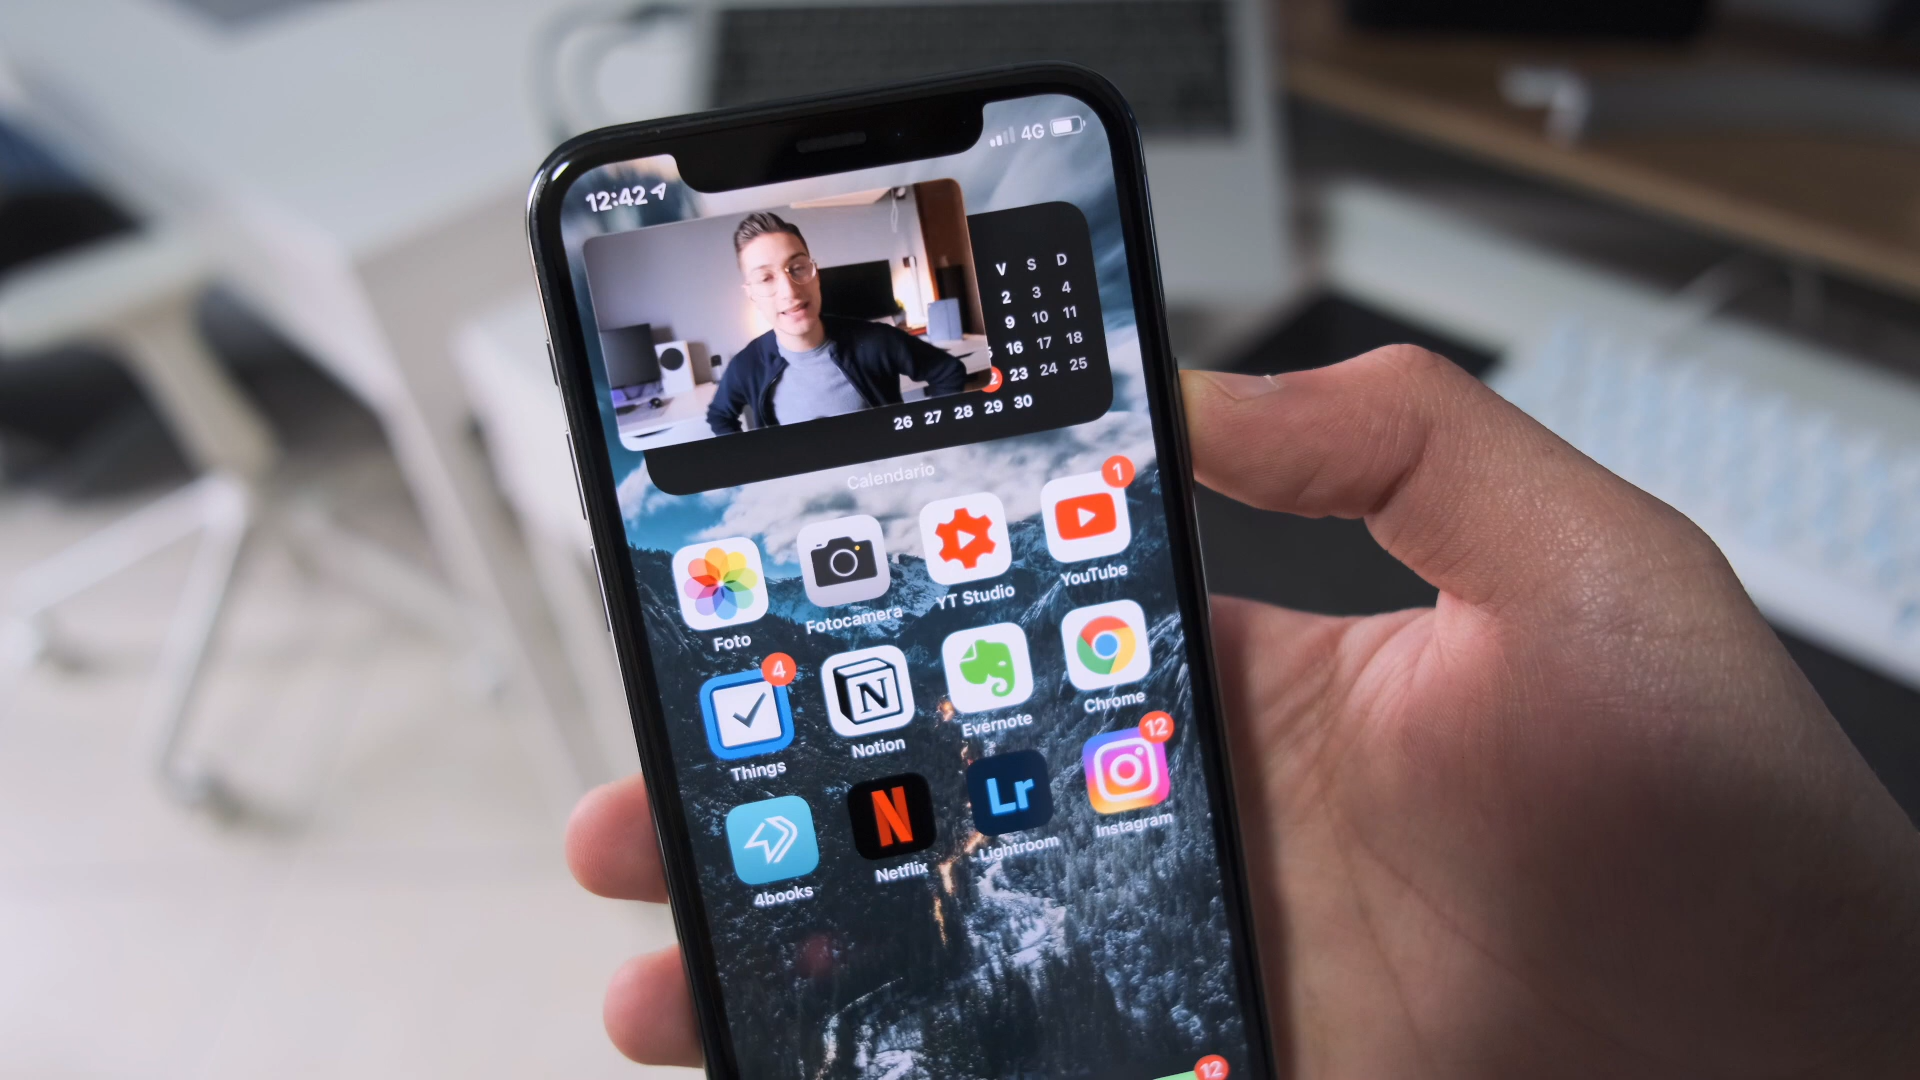 12:42
4G
V S D
2 3 4
9 10 11
16 17 18
23 24 25
26 27 28 29 30
Calendario
1
Foto
Fotocamera
YT Studio
YouTube
4
N
Things
Notion
Evernote
Chrome
12
N
Lr
4books
Netflix
Lightroom
Instagram
12